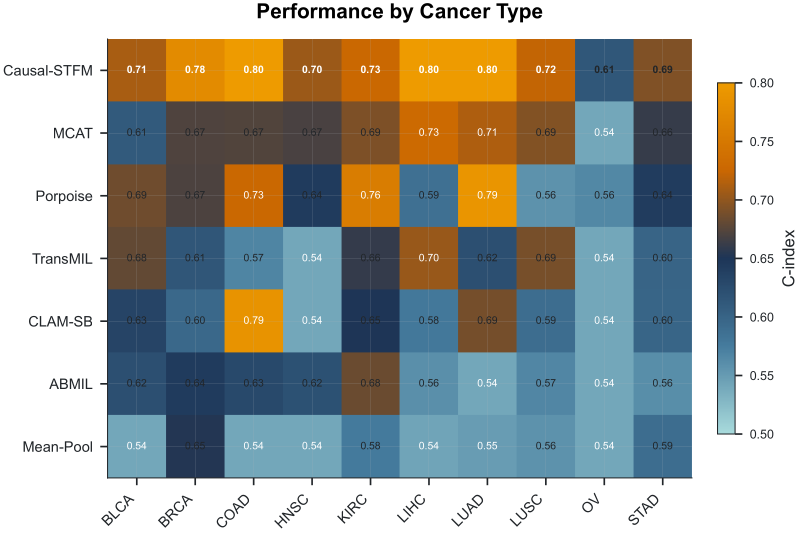 Performance by Cancer Type
Causal-STFM 0.71 0.78 0.80 0.70 0.73 0.80 0.80 0.72 0.61 0.69
MCAT 0.61 0.67 0.67 0.67 0.69 0.73 0.71 0.69 0.54 0.66
Porpoise 0.69 0.67 0.73 0.64 0.76 0.59 0.79 0.56 0.56 0.64
TransMIL 0.68 0.61 0.57 0.54 0.66 0.70 0.62 0.69 0.54 0.60
CLAM-SB 0.63 0.60 0.79 0.54 0.65 0.58 0.69 0.59 0.54 0.60
ABMIL 0.62 0.64 0.63 0.62 0.68 0.56 0.54 0.57 0.54 0.56
Mean-Pool 0.54 0.65 0.54 0.54 0.58 0.54 0.55 0.56 0.54 0.59
BLCA BRCA COAD HNSC KIRC LIHC LUAD LUSC OV STAD
0.80
0.75
0.70
0.65
0.60
0.55
0.50
C-index